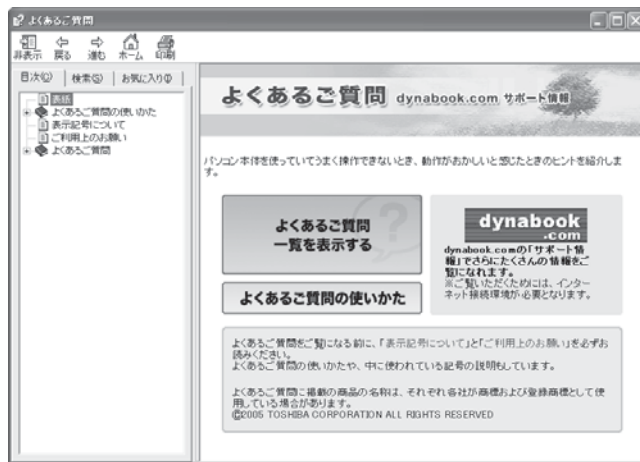 よくあるご質問
非表示 戻る 進む ホーム 印刷
目次(C) 検索(S) お気に入り(I)
表紙
よくあるご質問の使いかた
表示記号について
ご利用上のお願い
よくあるご質問
よくあるご質問 dynabook.com サポート情報
パソコン本体を使っていてうまく操作できないとき、動作がおかしいと感じたときのヒントを紹介しま
す。
よくあるご質問
一覧を表示する
よくあるご質問の使いかた
dynabook
.com
dynabook.comの「サポート情
報」でさらにたくさんの情報をご
覧になれます。
※ご覧いただくためには、インター
ネット接続環境が必要となります。
よくあるご質問をご覧になる前に、「表示記号について」と「ご利用上のお願い」を必ずお
読みください。
よくあるご質問の使いかたや、中に使われている記号の説明もしています。
よくあるご質問に掲載の商品の名称は、それぞれ各社が商標および登録商標として使
用している場合があります。
©2005 TOSHIBA CORPORATION ALL RIGHTS RESERVED